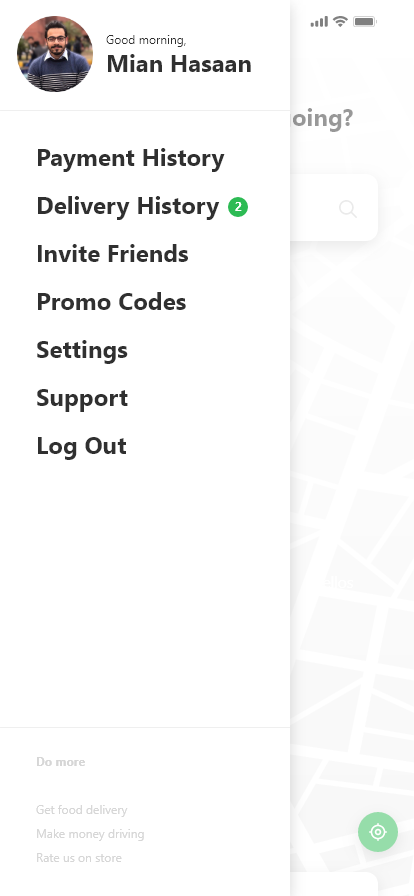 Good morning,
Mian Hasaan
oing?
Payment History
Delivery History 2
Invite Friends
Promo Codes
Settings
Support
Log Out
Do more
Get food delivery
Make money driving
Rate us on store